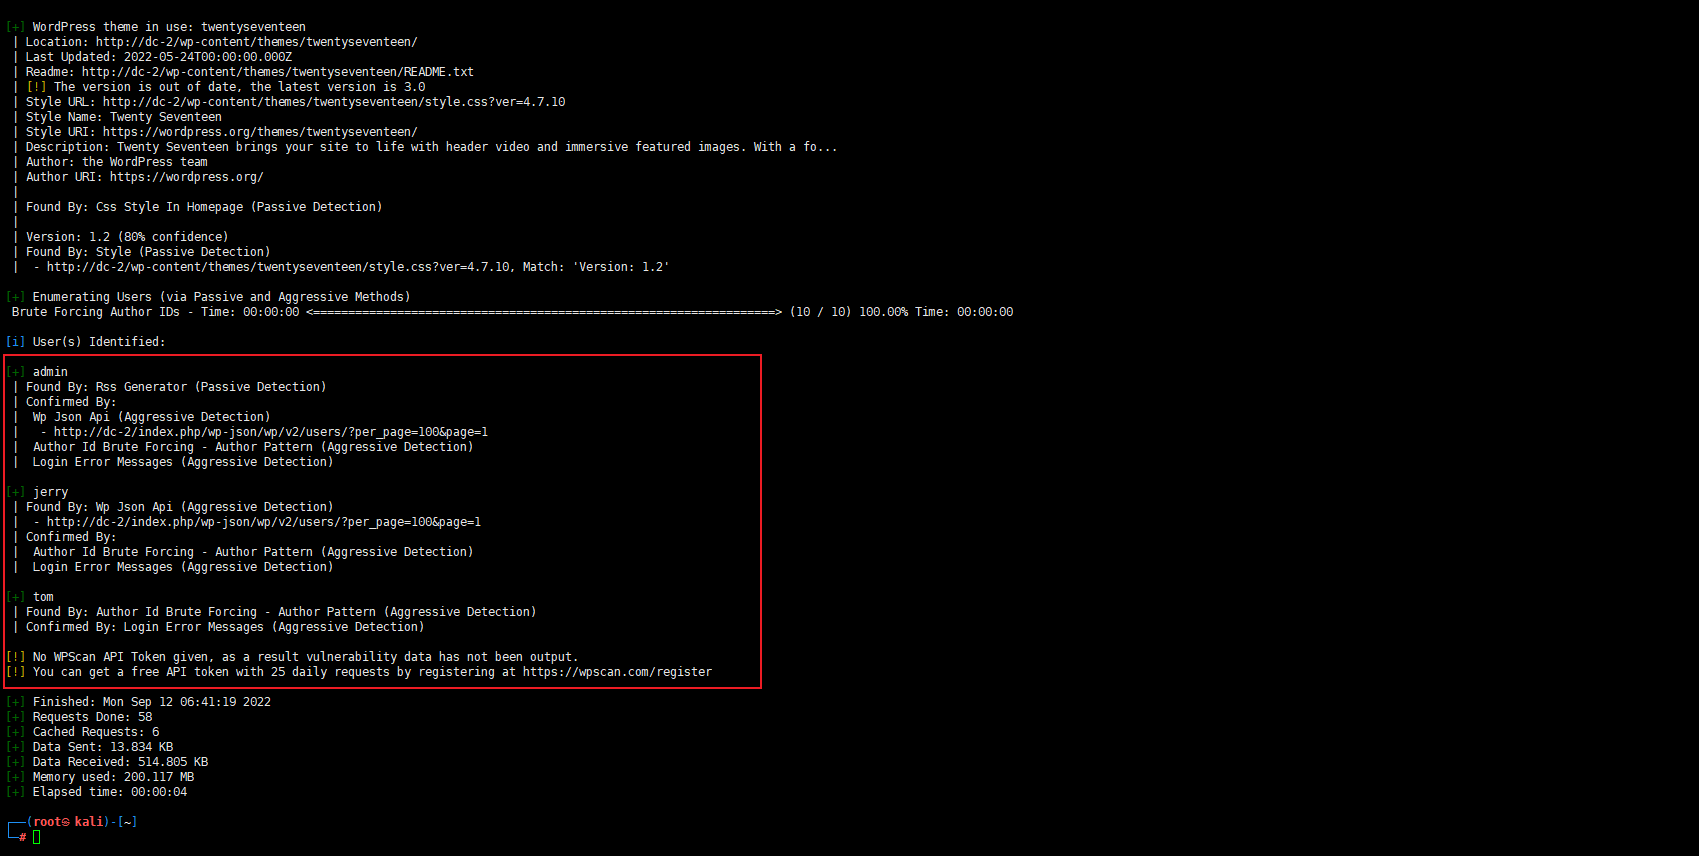 [+] WordPress theme in use: twentyseventeen
| Location: http://dc-2/wp-content/themes/twentyseventeen/
| Last Updated: 2022-05-24T00:00:00.000Z
| Readme: http://dc-2/wp-content/themes/twentyseventeen/README.txt
| [!] The version is out of date, the latest version is 3.0
| Style URL: http://dc-2/wp-content/themes/twentyseventeen/style.css?ver=4.7.10
| Style Name: Twenty Seventeen
| Style URI: https://wordpress.org/themes/twentyseventeen/
| Description: Twenty Seventeen brings your site to life with header video and immersive featured images. With a fo...
| Author: the WordPress team
| Author URI: https://wordpress.org/
|
| Found By: Css Style In Homepage (Passive Detection)
|
| Version: 1.2 (80% confidence)
| Found By: Style (Passive Detection)
|  - http://dc-2/wp-content/themes/twentyseventeen/style.css?ver=4.7.10, Match: 'Version: 1.2'
[+] Enumerating Users (via Passive and Aggressive Methods)
Brute Forcing Author IDs - Time: 00:00:00 <==================================================================> (10 / 10) 100.00% Time: 00:00:00
[i] User(s) Identified:
[+] admin
| Found By: Rss Generator (Passive Detection)
| Confirmed By:
|  Wp Json Api (Aggressive Detection)
|   - http://dc-2/index.php/wp-json/wp/v2/users/?per_page=100&page=1
|  Author Id Brute Forcing - Author Pattern (Aggressive Detection)
|  Login Error Messages (Aggressive Detection)
[+] jerry
| Found By: Wp Json Api (Aggressive Detection)
|  - http://dc-2/index.php/wp-json/wp/v2/users/?per_page=100&page=1
| Confirmed By:
|  Author Id Brute Forcing - Author Pattern (Aggressive Detection)
|  Login Error Messages (Aggressive Detection)
[+] tom
| Found By: Author Id Brute Forcing - Author Pattern (Aggressive Detection)
| Confirmed By: Login Error Messages (Aggressive Detection)
[!] No WPScan API Token given, as a result vulnerability data has not been output.
[!] You can get a free API token with 25 daily requests by registering at https://wpscan.com/register
[+] Finished: Mon Sep 12 06:41:19 2022
[+] Requests Done: 58
[+] Cached Requests: 6
[+] Data Sent: 13.834 KB
[+] Data Received: 514.805 KB
[+] Memory used: 200.117 MB
[+] Elapsed time: 00:00:04
┌──(root㉿kali)-[~]
└─#